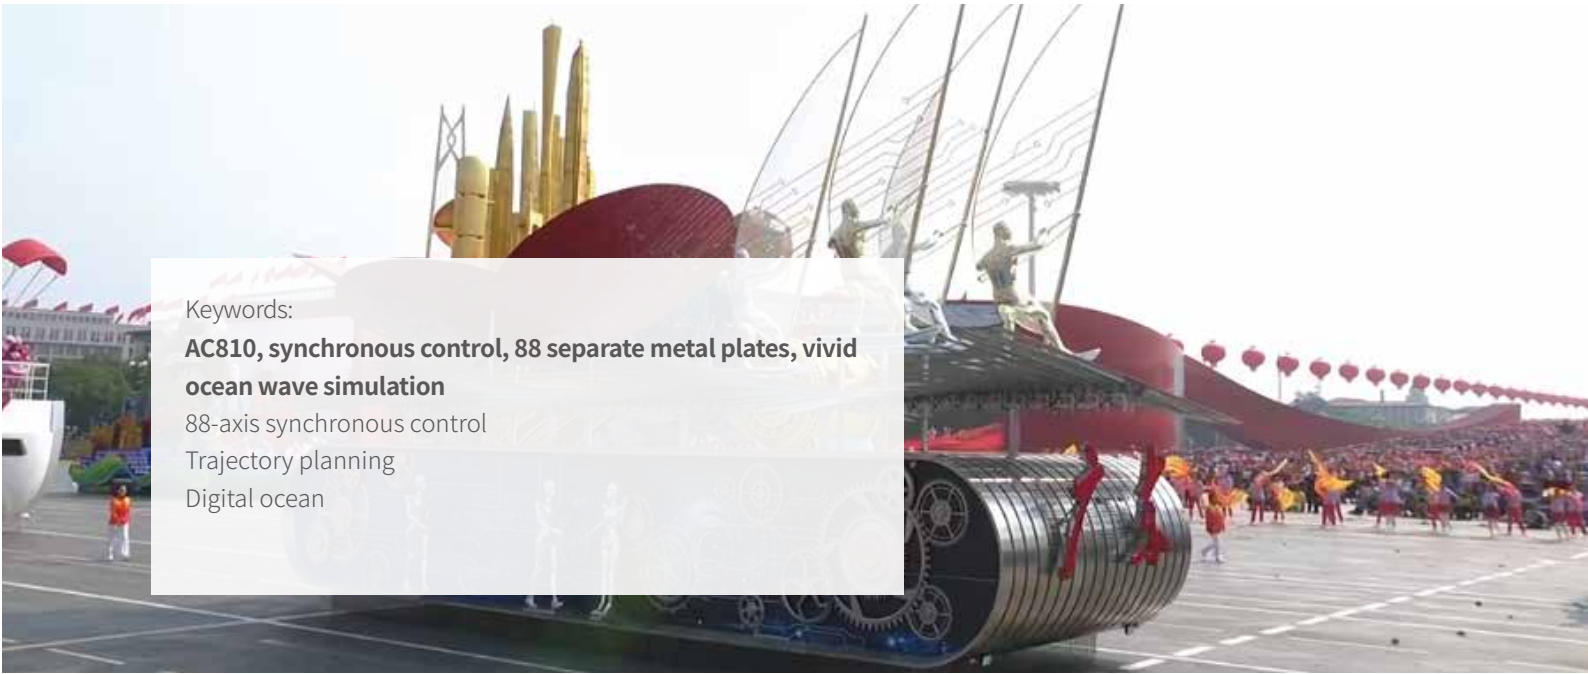 Keywords:
AC810, synchronous control, 88 separate metal plates, vivid
ocean wave simulation
88-axis synchronous control
Trajectory planning
Digital ocean